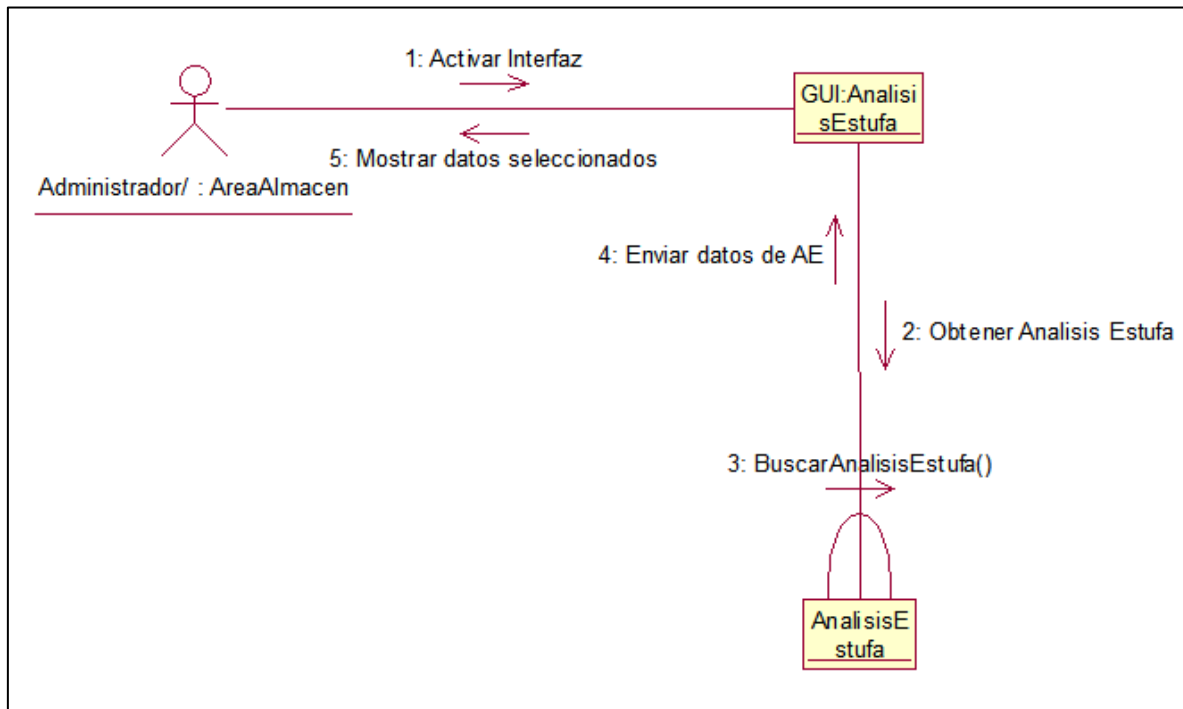 1: Activar Interfaz
GUI:Analisi
sEstufa
5: Mostrar datos seleccionados
Administrador/ : AreaAlmacen
4: Enviar datos de AE
2: Obtener Analisis Estufa
3: BuscarAnalisisEstufa()
AnalisisE
stufa